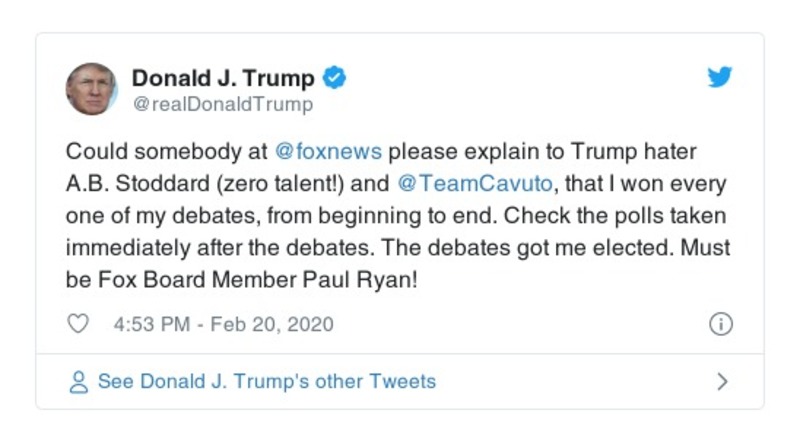 Donald J. Trump
@realDonaldTrump
Could somebody at @foxnews please explain to Trump hater
A.B. Stoddard (zero talent!) and @TeamCavuto, that I won every
one of my debates, from beginning to end. Check the polls taken
immediately after the debates. The debates got me elected. Must
be Fox Board Member Paul Ryan!
4:53 PM - Feb 20, 2020
See Donald J. Trump's other Tweets